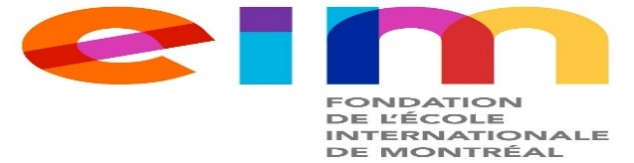 eim
FONDATION
DE L'ÉCOLE
INTERNATIONALE
DE MONTRÉAL